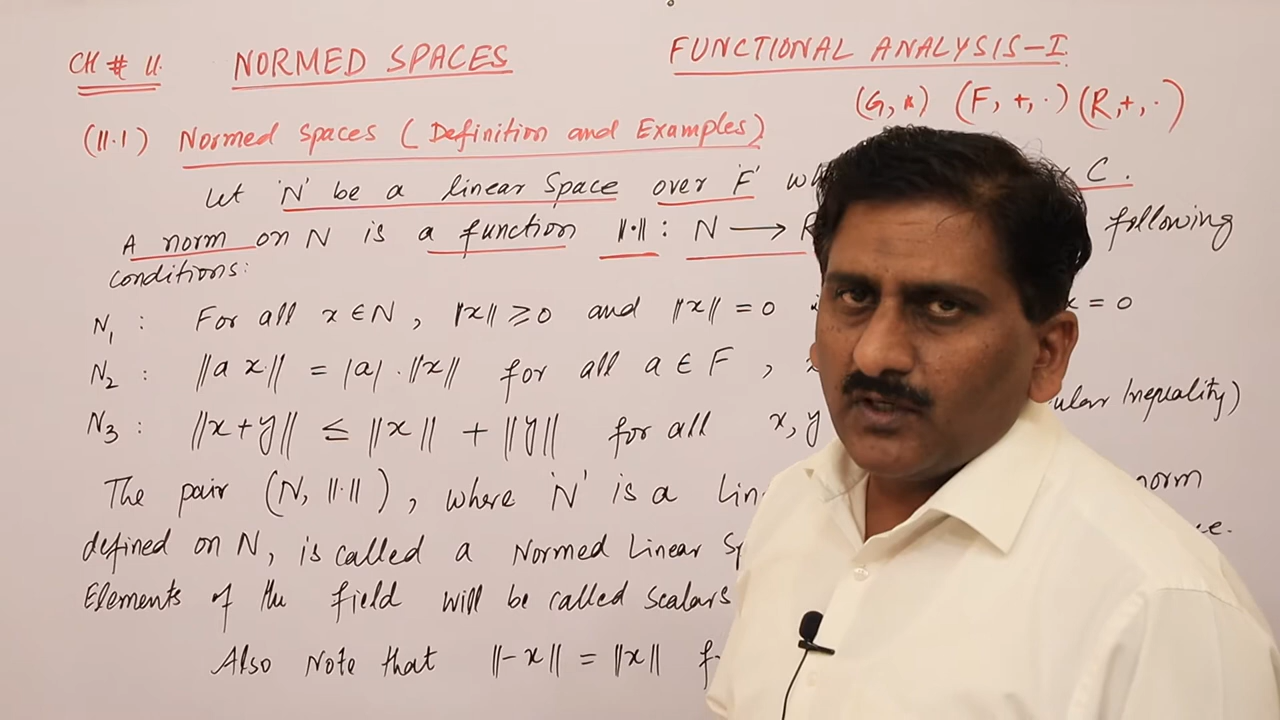 CH # 11. NORMED SPACES FUNCTIONAL ANALYSIS-I
(G, *) (F, +, ·) (R, +, ·)
(11.1) Normed Spaces (Definition and Examples)
Let 'N' be a linear Space over 'F' C.
A norm on N is a function ||·|| : N → following
conditions:
N₁ : For all x ∈ N, ||x|| ≥ 0 and ||x|| = 0 = 0
N₂ : ||a x|| = |a| · ||x|| for all a ∈ F,
N₃ : ||x+y|| ≤ ||x|| + ||y|| for all x, y Inequality)
The pair (N, ||·||), where 'N' is a norm
defined on N, is called a Normed Linear
Elements of the field will be called scalars
Also Note that ||-x|| = ||x||